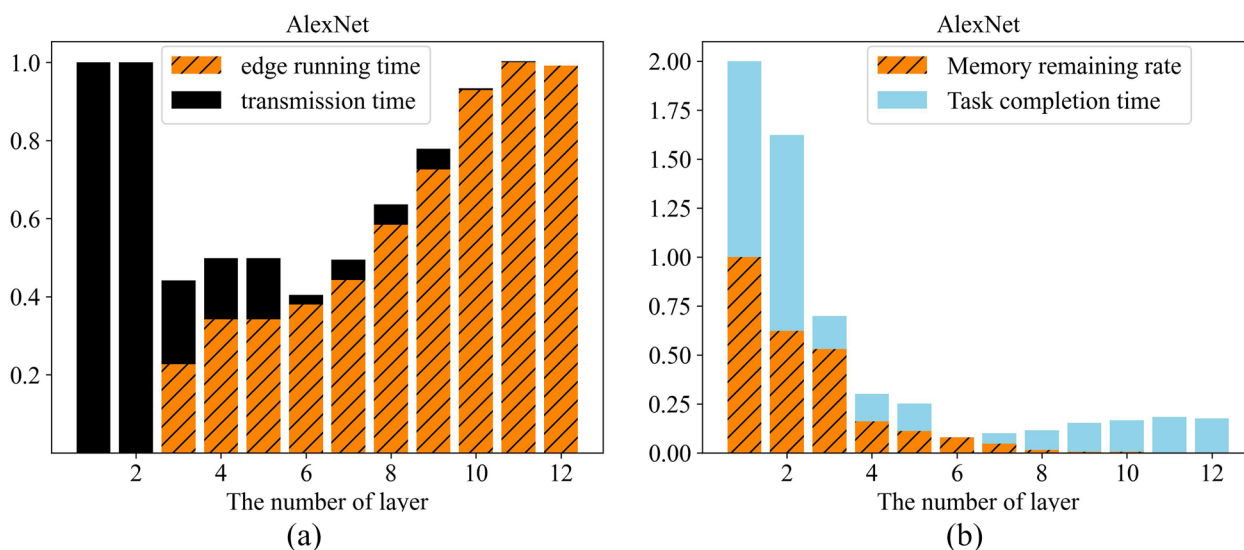 AlexNet
edge running time
transmission time
1.0
0.8
0.6
0.4
0.2
2 4 6 8 10 12
The number of layer
(a)
AlexNet
Memory remaining rate
Task completion time
2.00
1.75
1.50
1.25
1.00
0.75
0.50
0.25
0.00
2 4 6 8 10 12
The number of layer
(b)